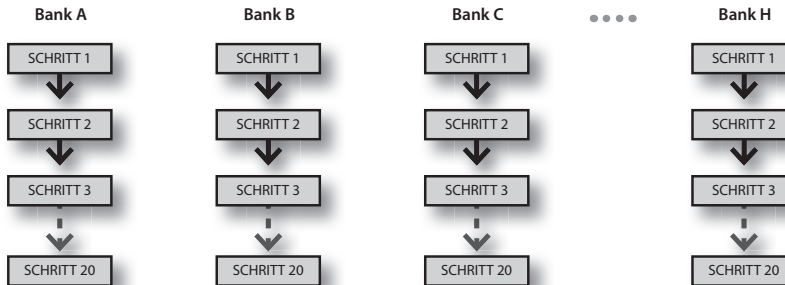 Bank A Bank B Bank C Bank H
SCHRITT 1 SCHRITT 1 SCHRITT 1 SCHRITT 1
SCHRITT 2 SCHRITT 2 SCHRITT 2 SCHRITT 2
SCHRITT 3 SCHRITT 3 SCHRITT 3 SCHRITT 3
SCHRITT 20 SCHRITT 20 SCHRITT 20 SCHRITT 20